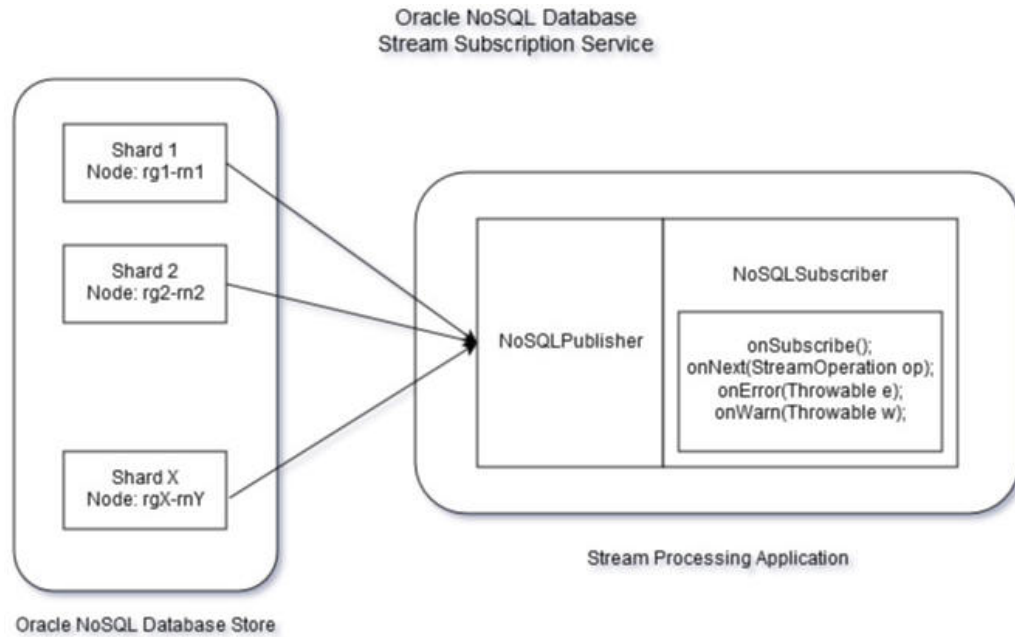 Oracle NoSQL Database
Stream Subscription Service
Shard 1
Node: rg1-rn1
Shard 2
Node: rg2-rn2
Shard X
Node: rgX-rnY
Oracle NoSQL Database Store
NoSQLPublisher
NoSQLSubscriber
onSubscribe();
onNext(StreamOperation op);
onError(Throwable e);
onWarn(Throwable w);
Stream Processing Application